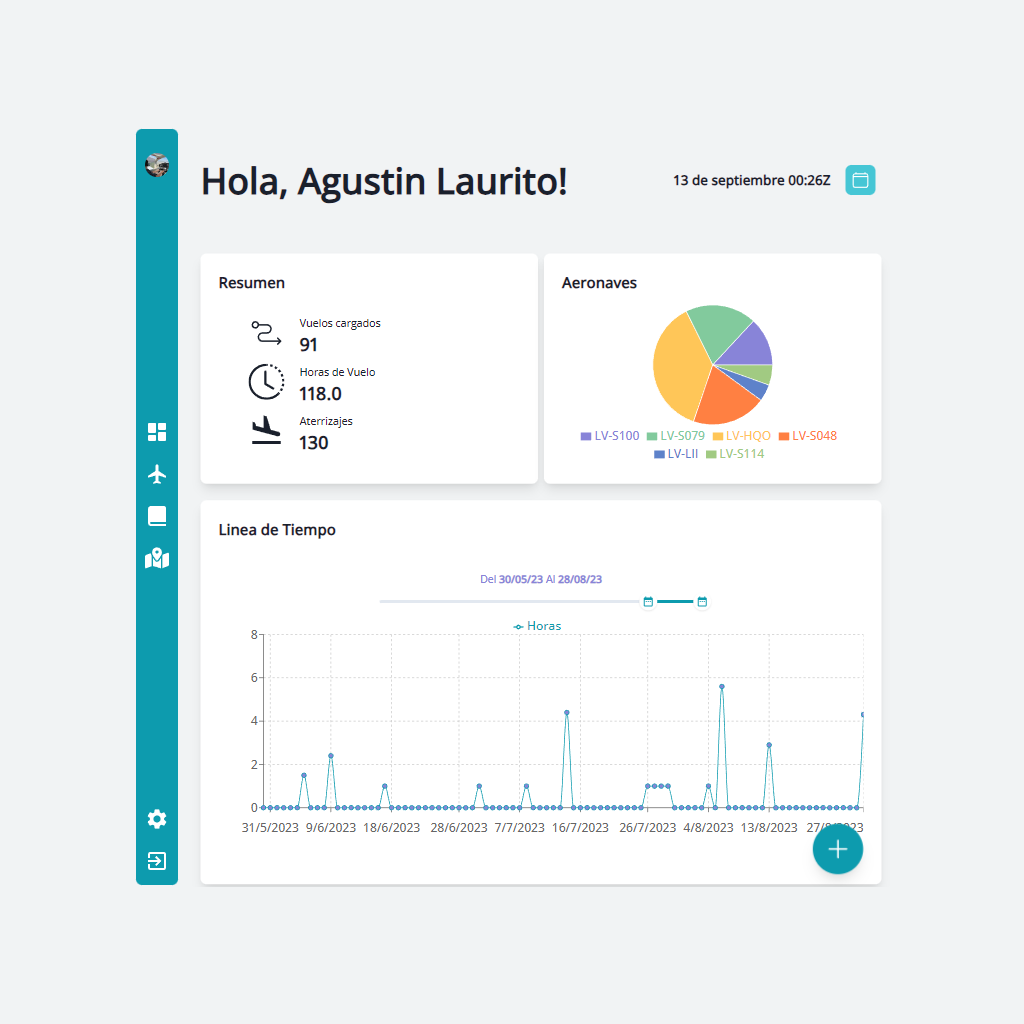 Hola, Agustin Laurito!
13 de septiembre 00:26Z
Resumen
Vuelos cargados
91
Horas de Vuelo
118.0
Aterrizajes
130
Aeronaves
LV-S100 LV-S079 LV-HQO LV-S048
LV-LII LV-S114
Linea de Tiempo
Del 30/05/23 Al 28/08/23
Horas
8
6
4
2
0
31/5/2023 9/6/2023 18/6/2023 28/6/2023 7/7/2023 16/7/2023 26/7/2023 4/8/2023 13/8/2023 27/8/2023